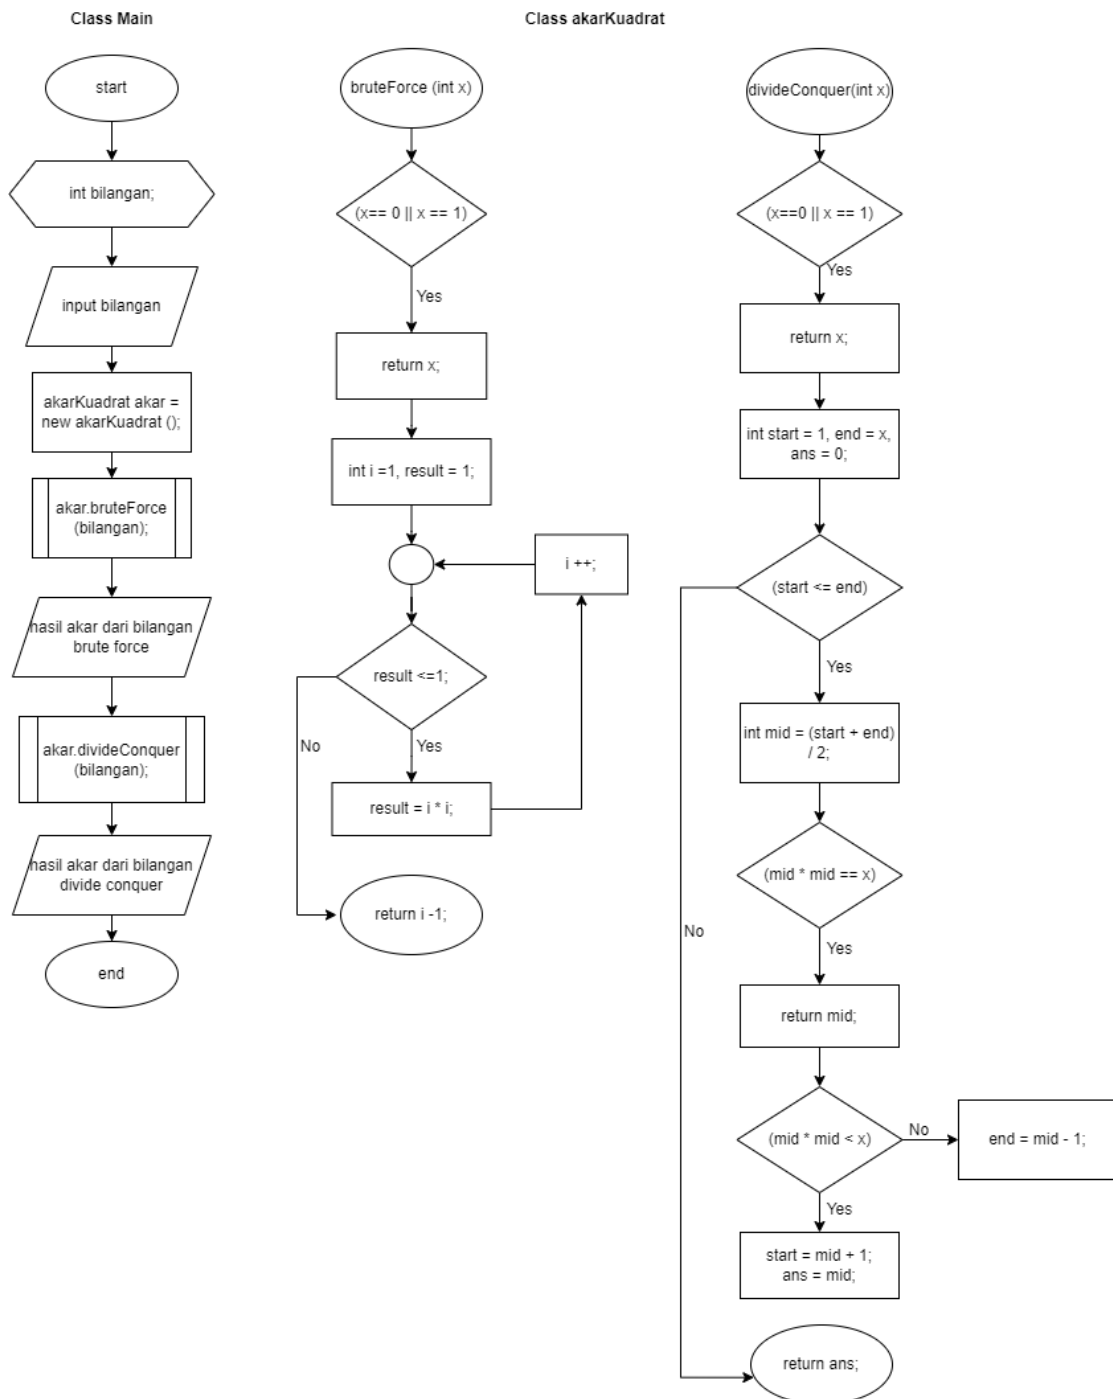 Class Main
start
int bilangan;
input bilangan
akarKuadrat akar =
new akarKuadrat ();
akar.bruteForce
(bilangan);
hasil akar dari bilangan
brute force
akar.divideConquer
(bilangan);
hasil akar dari bilangan
divide conquer
end
Class akarKuadrat
bruteForce (int x)
(x== 0 || x == 1)
Yes
return x;
int i =1, result = 1;
i ++;
result <=1;
No
Yes
result = i * i;
return i -1;
divideConquer(int x)
(x==0 || x == 1)
Yes
return x;
int start = 1, end = x,
ans = 0;
(start <= end)
Yes
int mid = (start + end)
/ 2;
(mid * mid == x)
No
Yes
return mid;
(mid * mid < x)
No
end = mid - 1;
Yes
start = mid + 1;
ans = mid;
return ans;